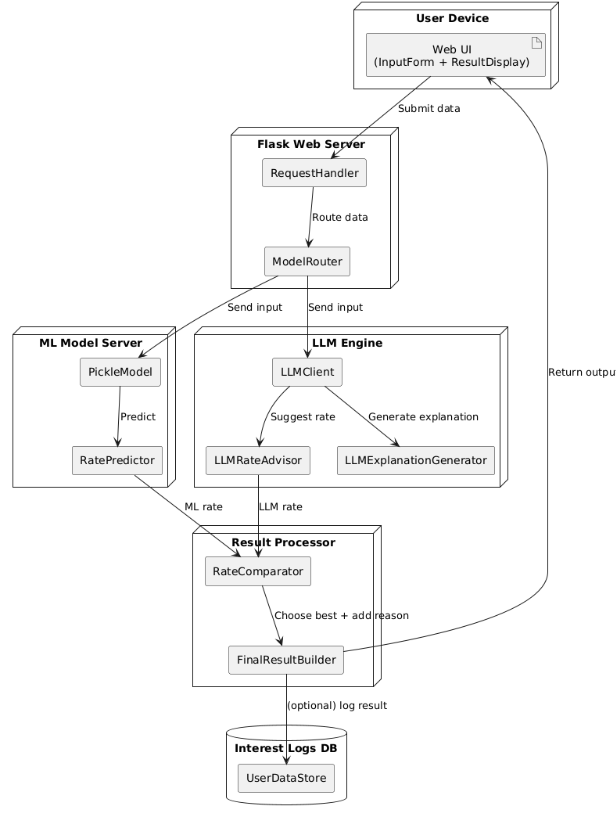 User Device
Web UI
(InputForm + ResultDisplay)
Submit data
Flask Web Server
RequestHandler
Route data
ModelRouter
Send input
Send input
ML Model Server
PickleModel
Predict
RatePredictor
LLM Engine
LLMClient
Suggest rate
Generate explanation
LLMRateAdvisor
LLMExplanationGenerator
Return output
ML rate
LLM rate
Result Processor
RateComparator
Choose best + add reason
FinalResultBuilder
(optional) log result
Interest Logs DB
UserDataStore